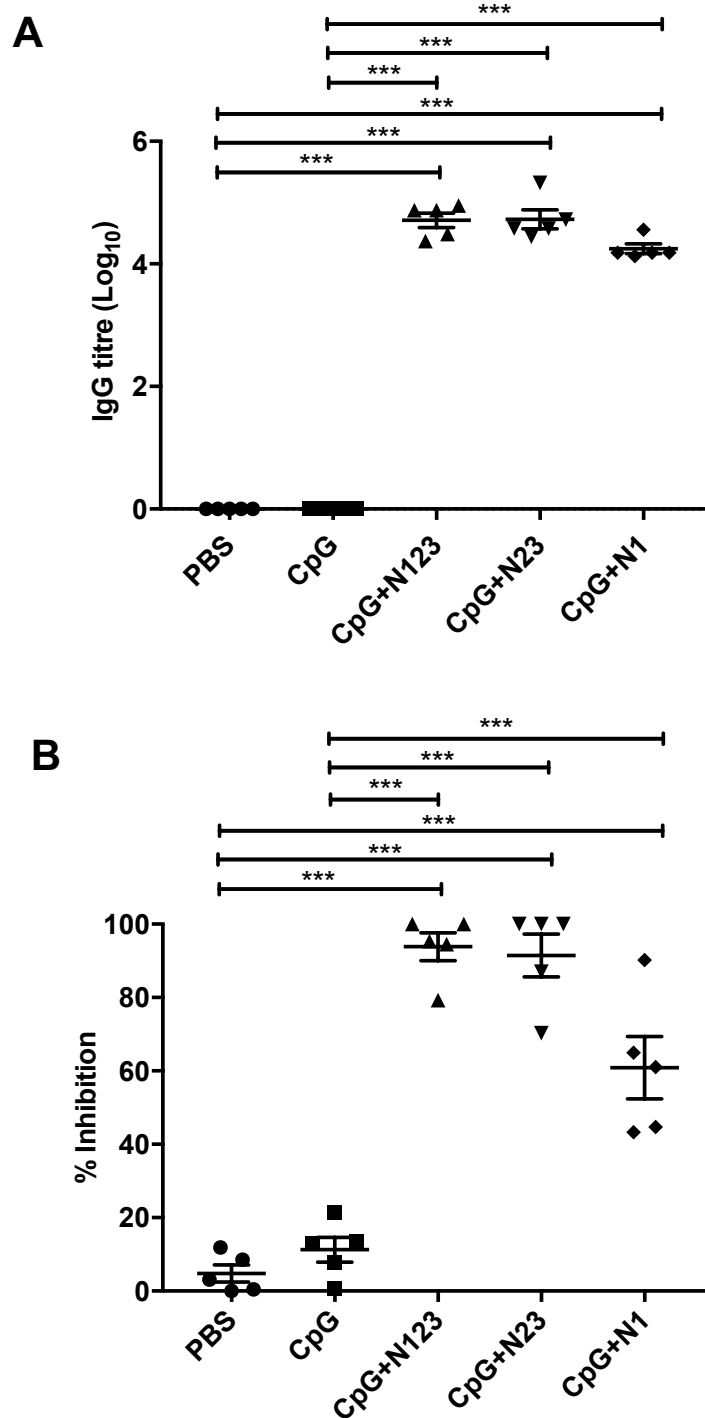 A
***
***
***
***
***
***
6
4
2
0
IgG titre (Log10)
PBS
CpG
CpG+N123
CpG+N23
CpG+N1
B
***
***
***
***
***
***
100
80
60
40
20
0
% Inhibition
PBS
CpG
CpG+N123
CpG+N23
CpG+N1